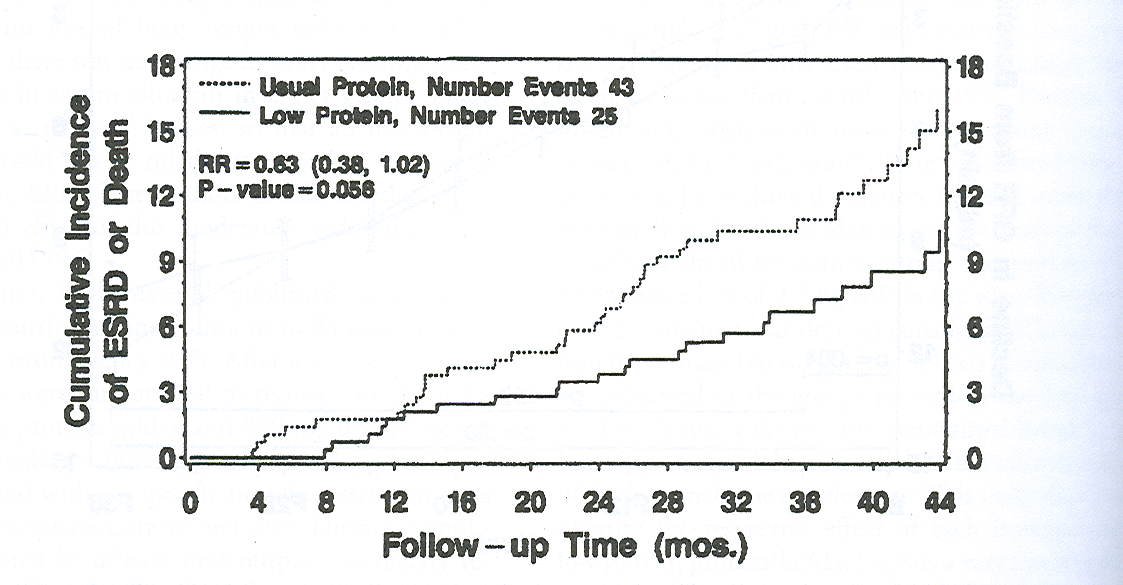 Cumulative Incidence
of ESRD or Death
18 18
Usual Protein, Number Events 43
Low Protein, Number Events 25
15 15
RR=0.63 (0.38, 1.02)
P-value=0.056
12 12
9 9
6 6
3 3
0 0
0 4 8 12 16 20 24 28 32 36 40 44
Follow-up Time (mos.)